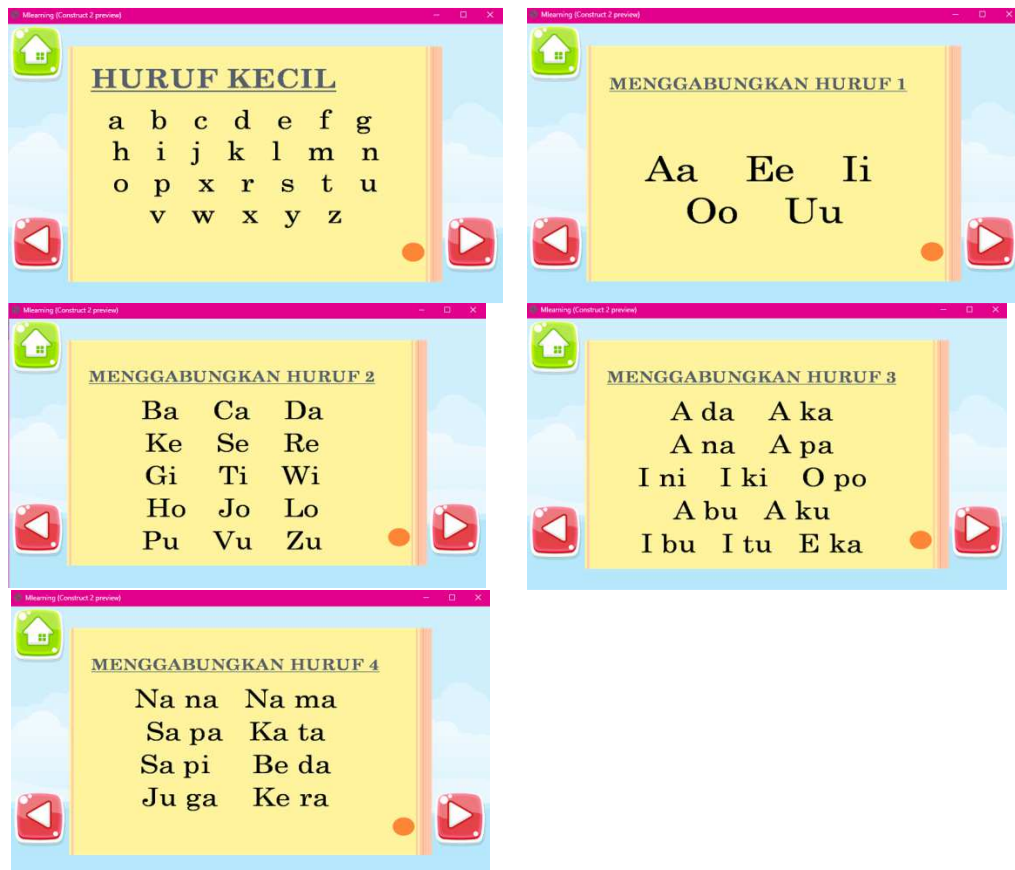 Mlearning (Construct 2 preview)
HURUF KECIL
a b c d e f g
h i j k l m n
o p x r s t u
v w x y z
Mlearning (Construct 2 preview)
MENGGABUNGKAN HURUF 1
Aa Ee Ii
Oo Uu
Mlearning (Construct 2 preview)
MENGGABUNGKAN HURUF 2
Ba Ca Da
Ke Se Re
Gi Ti Wi
Ho Jo Lo
Pu Vu Zu
Mlearning (Construct 2 preview)
MENGGABUNGKAN HURUF 3
A da A ka
A na A pa
I ni I ki O po
A bu A ku
I bu I tu E ka
Mlearning (Construct 2 preview)
MENGGABUNGKAN HURUF 4
Na na Na ma
Sa pa Ka ta
Sa pi Be da
Ju ga Ke ra